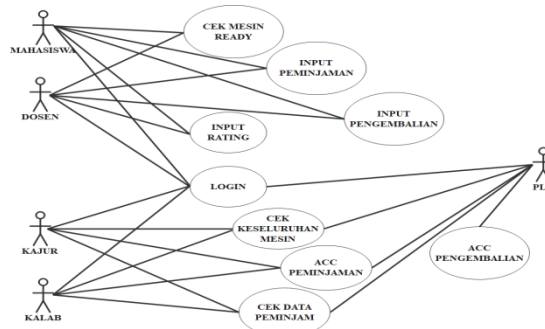 CEK MESIN
READY
MAHASISWA
INPUT
PEMINJAMAN
DOSEN
INPUT
PENGEMBALIAN
INPUT
RATING
LOGIN
CEK
KESELURUHAN
MESIN
KAJUR
ACC
PEMINJAMAN
ACC
PENGEMBALIAN
KALAB
CEK DATA
PEMINJAM